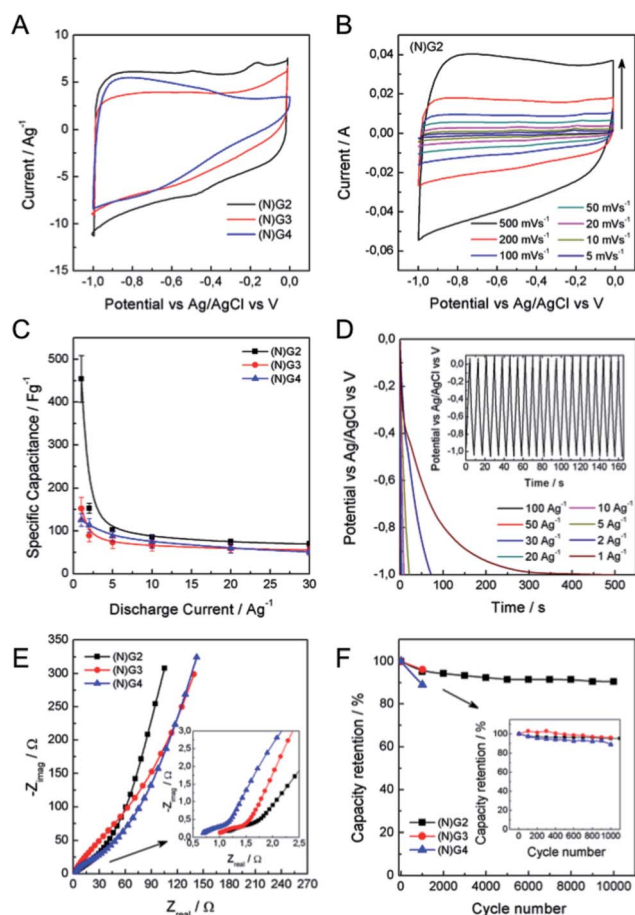 A
Current / Ag⁻¹
15
10
5
0
-5
-10
-15
-1,0 -0,8 -0,6 -0,4 -0,2 0,0
Potential vs Ag/AgCl vs V
(N)G2
(N)G3
(N)G4
B
(N)G2
Current / A
0,04
0,02
0,00
-0,02
-0,04
-0,06
-1,0 -0,8 -0,6 -0,4 -0,2 0,0
Potential vs Ag/AgCl vs V
500 mVs⁻¹
200 mVs⁻¹
100 mVs⁻¹
50 mVs⁻¹
20 mVs⁻¹
10 mVs⁻¹
5 mVs⁻¹
C
Specific Capacitance / Fg⁻¹
500
400
300
200
100
0
0 5 10 15 20 25 30
Discharge Current / Ag⁻¹
(N)G2
(N)G3
(N)G4
D
Potential vs Ag/AgCl vs V
0,0
-0,2
-0,4
-0,6
-0,8
-1,0
0 100 200 300 400 500
Time / s
Potential vs Ag/AgCl vs V
0,0
-0,2
-0,4
-0,6
-0,8
-1,0
0 20 40 60 80 100 120 140 160
Time / s
100 Ag⁻¹
50 Ag⁻¹
30 Ag⁻¹
20 Ag⁻¹
10 Ag⁻¹
5 Ag⁻¹
2 Ag⁻¹
1 Ag⁻¹
E
-Zimag / Ω
350
300
250
200
150
100
50
0
0 30 60 90 120 150 180 210 240 270
Zreal / Ω
(N)G2
(N)G3
(N)G4
-Zimag / Ω
3,0
2,5
2,0
1,5
1,0
0,5
0,0
0,5 1,0 1,5 2,0 2,5
Zreal / Ω
F
Capacity retention / %
100
80
60
40
20
0
0 2000 4000 6000 8000 10000
Cycle number
(N)G2
(N)G3
(N)G4
Capacity retention / %
100
80
60
40
20
0
0 200 400 600 800 1000
Cycle number